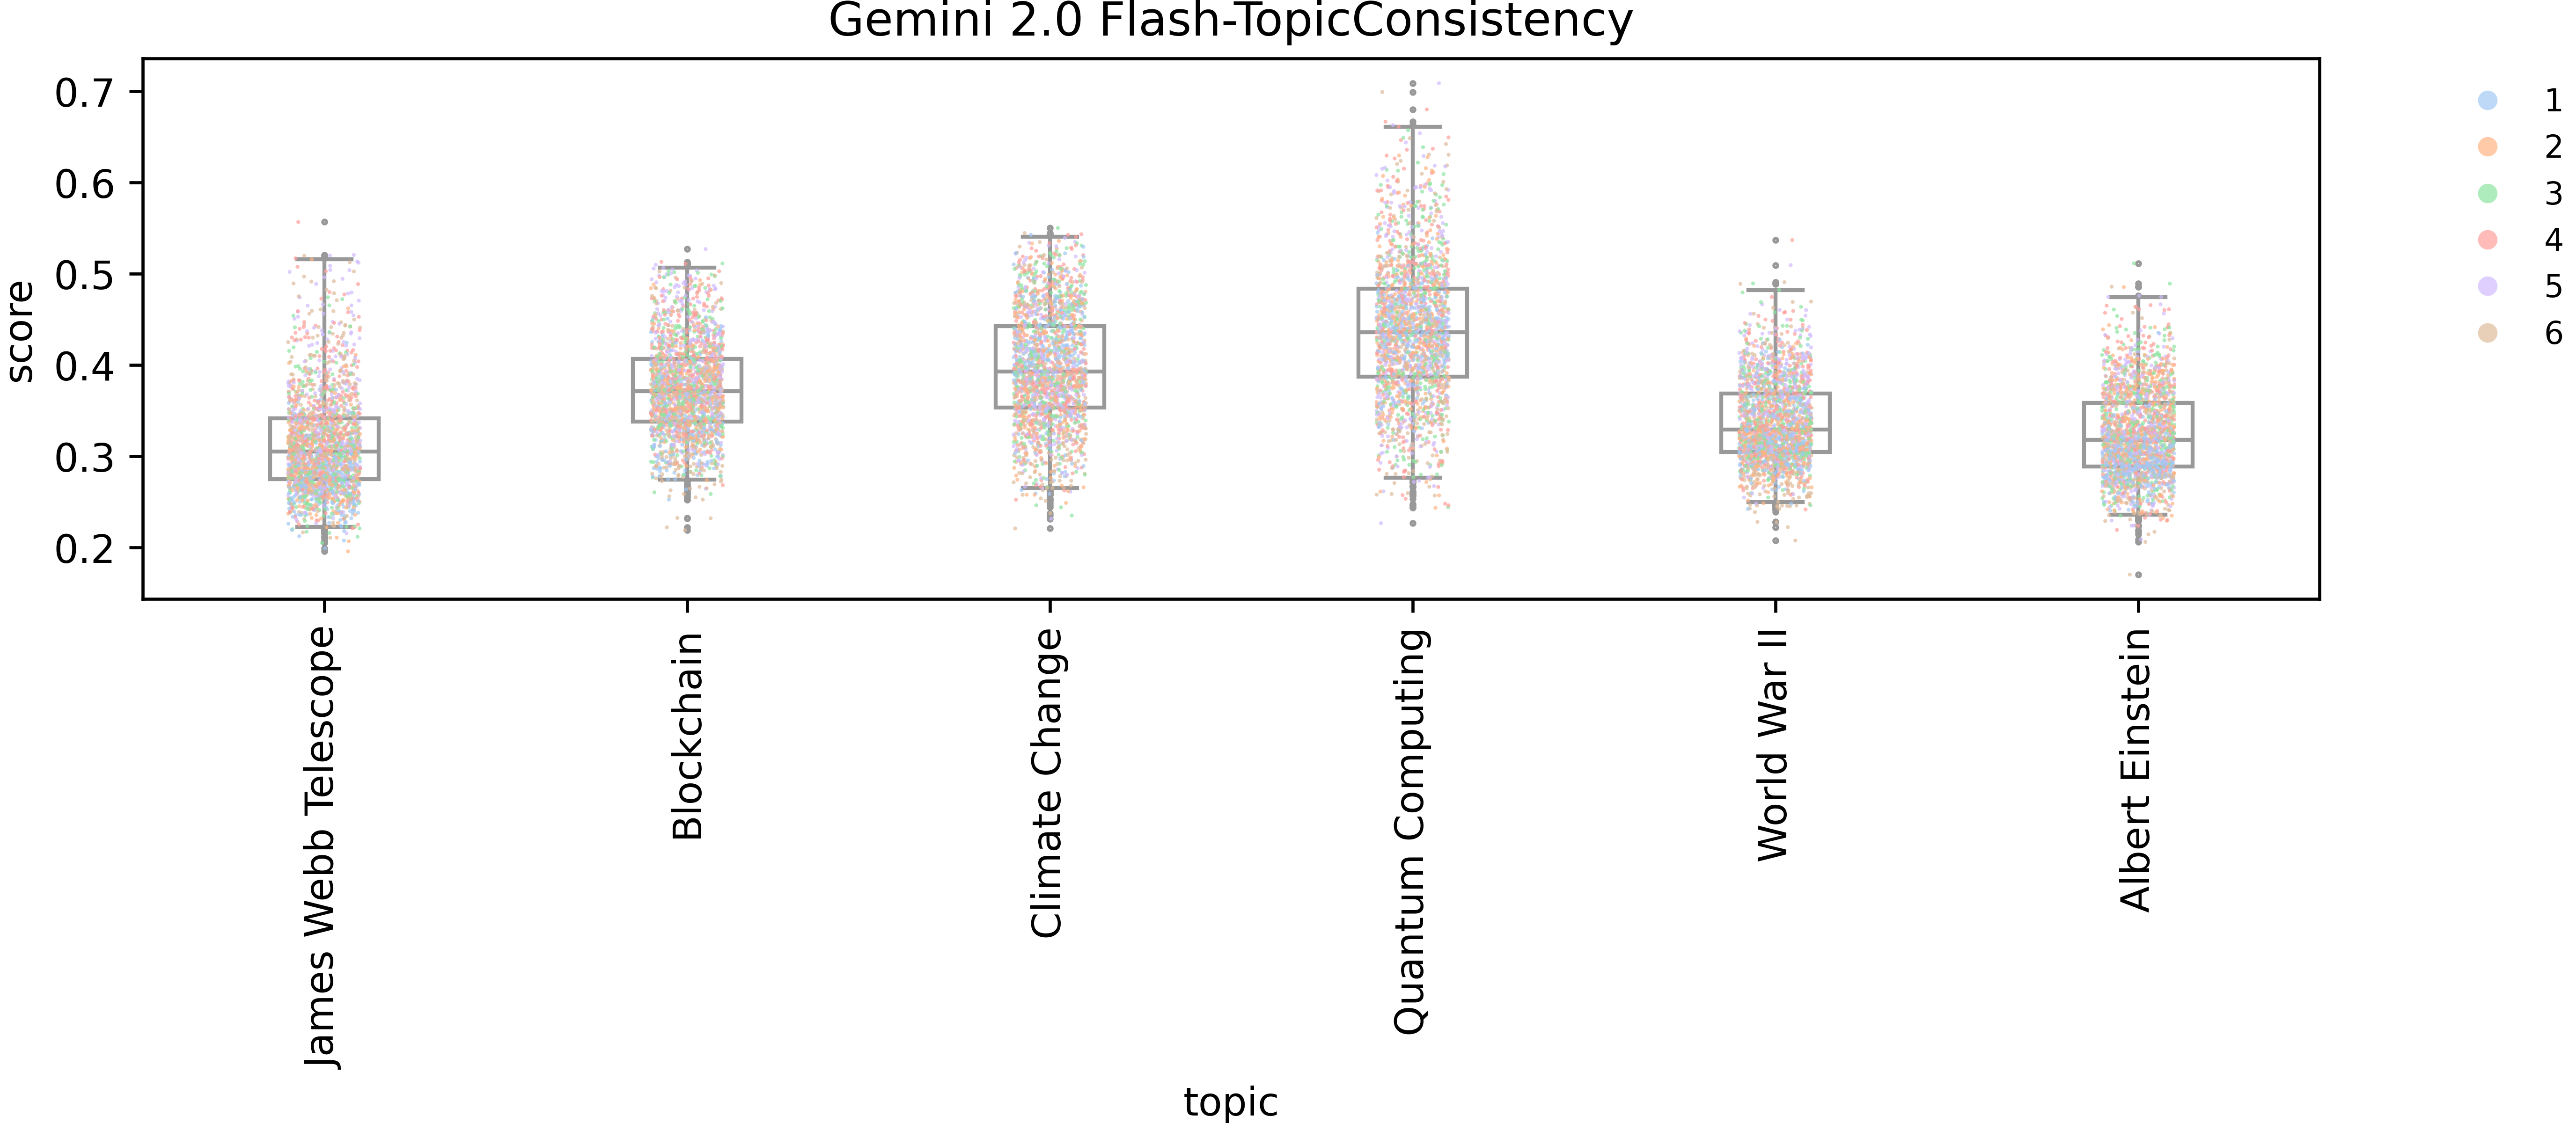 Gemini 2.0 Flash-TopicConsistency
score
0.7
0.6
0.5
0.4
0.3
0.2
James Webb Telescope
Blockchain
Climate Change
Quantum Computing
World War II
Albert Einstein
topic
1
2
3
4
5
6